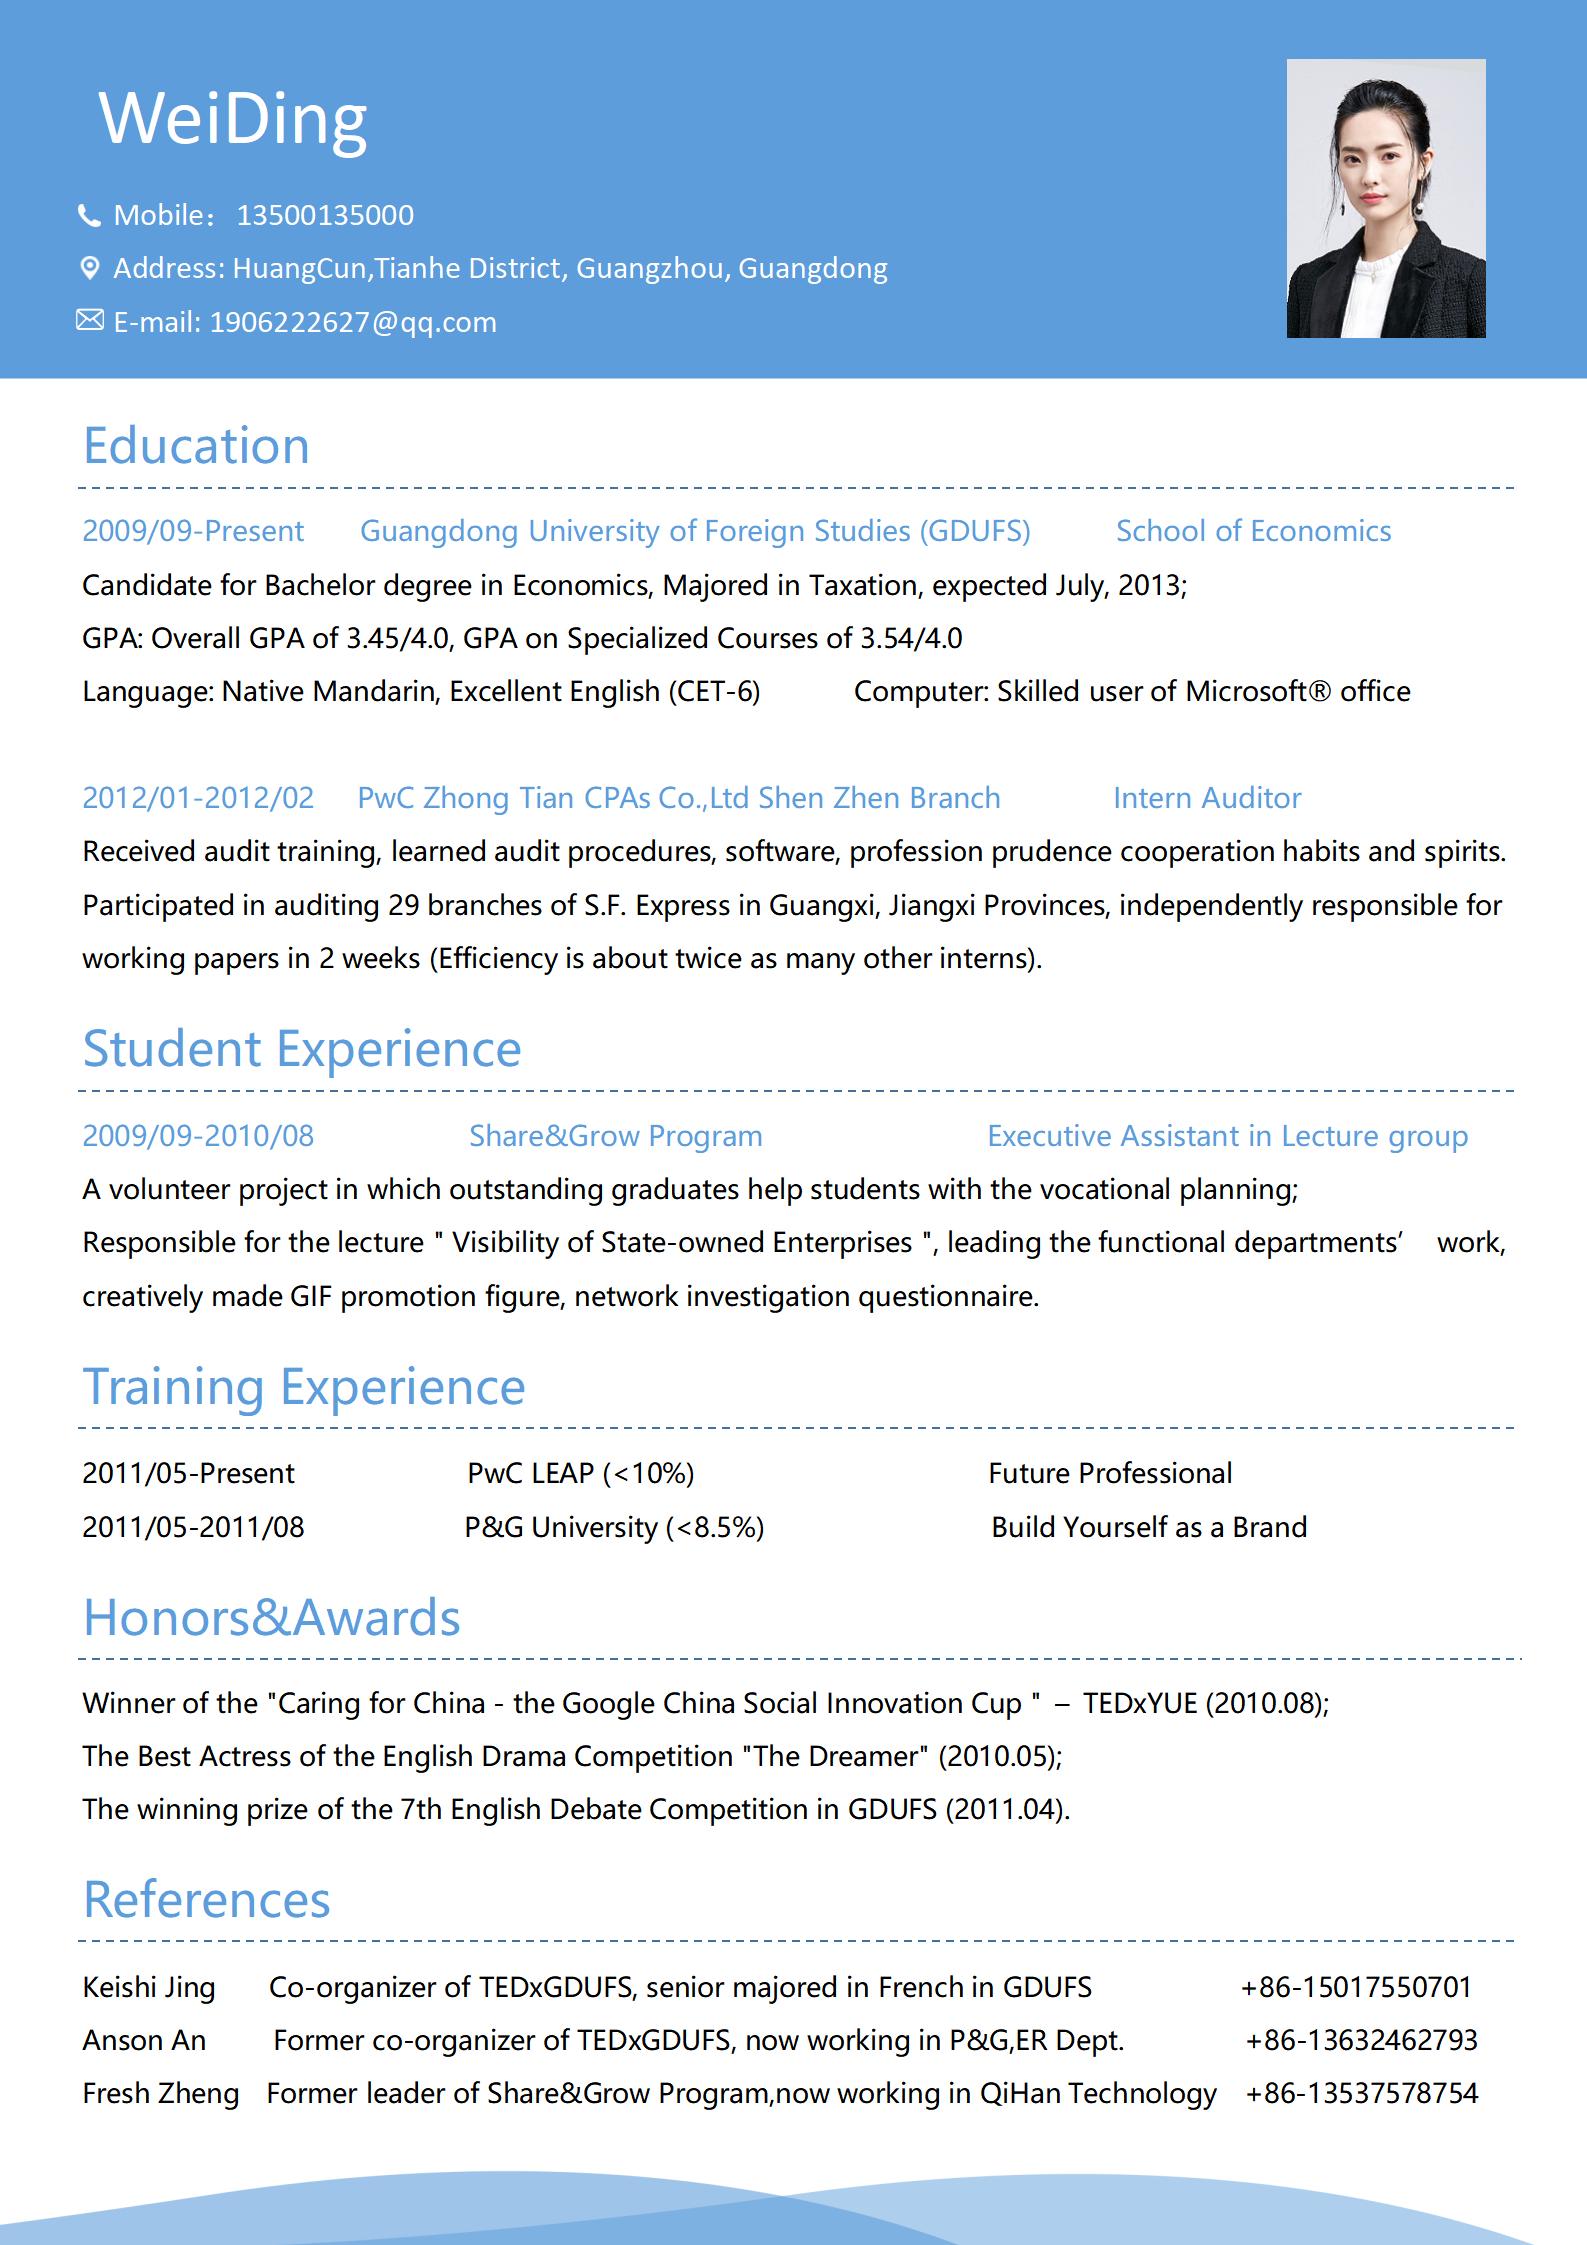 WeiDing
Mobile： 13500135000
Address: HuangCun,Tianhe District, Guangzhou, Guangdong
E-mail: 1906222627@qq.com
Education
2009/09-Present Guangdong University of Foreign Studies (GDUFS) School of Economics
Candidate for Bachelor degree in Economics, Majored in Taxation, expected July, 2013;
GPA: Overall GPA of 3.45/4.0, GPA on Specialized Courses of 3.54/4.0
Language: Native Mandarin, Excellent English (CET-6) Computer: Skilled user of Microsoft® office
2012/01-2012/02 PwC Zhong Tian CPAs Co.,Ltd Shen Zhen Branch Intern Auditor
Received audit training, learned audit procedures, software, profession prudence cooperation habits and spirits.
Participated in auditing 29 branches of S.F. Express in Guangxi, Jiangxi Provinces, independently responsible for
working papers in 2 weeks (Efficiency is about twice as many other interns).
Student Experience
2009/09-2010/08 Share&Grow Program Executive Assistant in Lecture group
A volunteer project in which outstanding graduates help students with the vocational planning;
Responsible for the lecture " Visibility of State-owned Enterprises ", leading the functional departments’ work,
creatively made GIF promotion figure, network investigation questionnaire.
Training Experience
2011/05-Present PwC LEAP (<10%) Future Professional
2011/05-2011/08 P&G University (<8.5%) Build Yourself as a Brand
Honors&Awards
Winner of the "Caring for China - the Google China Social Innovation Cup " – TEDxYUE (2010.08);
The Best Actress of the English Drama Competition "The Dreamer" (2010.05);
The winning prize of the 7th English Debate Competition in GDUFS (2011.04).
References
Keishi Jing Co-organizer of TEDxGDUFS, senior majored in French in GDUFS +86-15017550701
Anson An Former co-organizer of TEDxGDUFS, now working in P&G,ER Dept. +86-13632462793
Fresh Zheng Former leader of Share&Grow Program,now working in QiHan Technology +86-13537578754